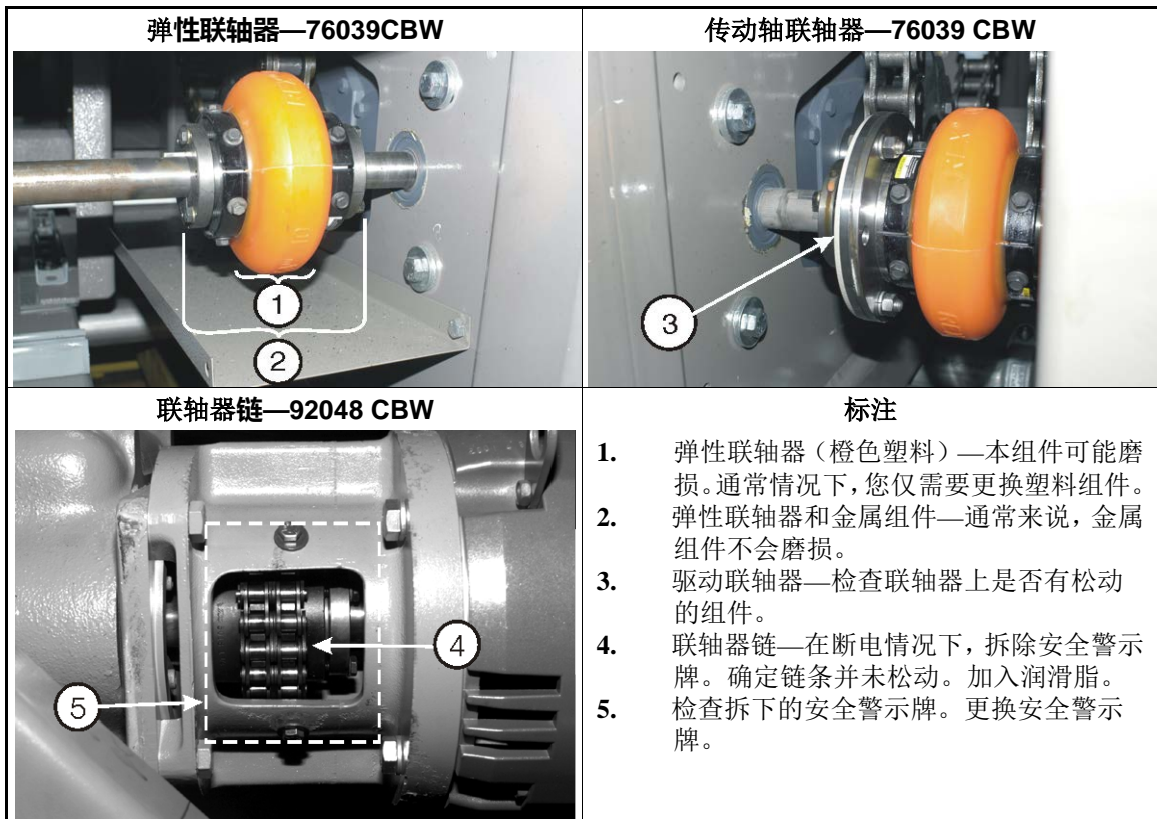 弹性联轴器—76039CBW
传动轴联轴器—76039 CBW
1
2
3
联轴器链—92048 CBW
4
5
标注
1. 弹性联轴器（橙色塑料）—本组件可能磨
损。通常情况下，您仅需要更换塑料组件。
2. 弹性联轴器和金属组件—通常来说，金属
组件不会磨损。
3. 驱动联轴器—检查联轴器上是否有松动
的组件。
4. 联轴器链—在断电情况下，拆除安全警示
牌。确定链条并未松动。加入润滑脂。
5. 检查拆下的安全警示牌。更换安全警示
牌。